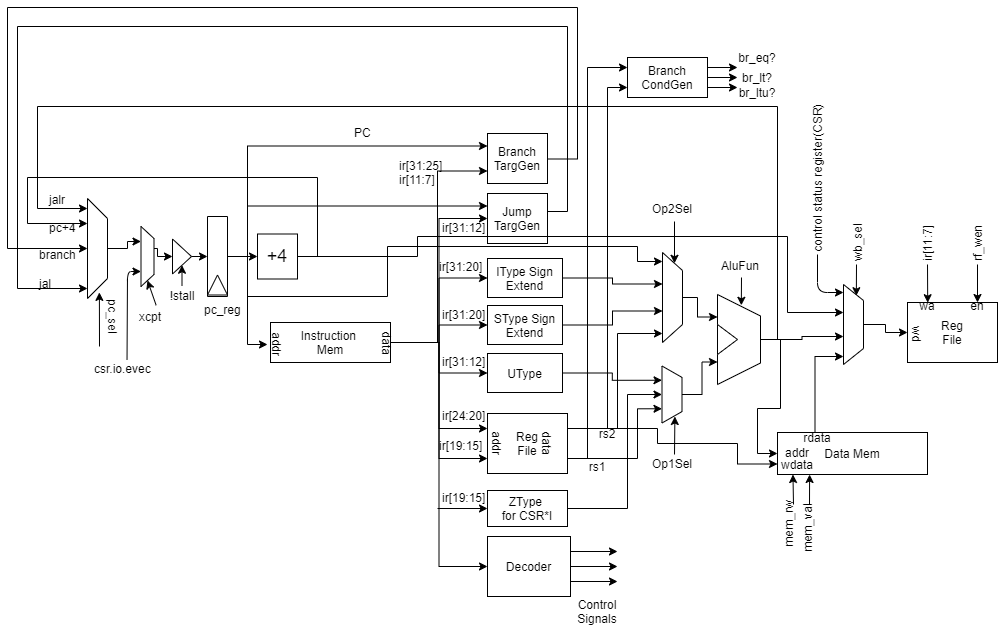 br_eq?
Branch
CondGen
br_lt?
br_ltu?
control status register(CSR)
PC
Branch
TargGen
ir[31:25]
ir[11:7]
jalr
Jump
TargGen
Op2Sel
pc+4
ir[31:12]
wb_sel
ir[11:7]
rf_wen
branch
+4
IType Sign
Extend
ir[31:20]
AluFun
jal
!stall
pc_sel
xcpt
pc_reg
SType Sign
Extend
ir[31:20]
wa
en
Reg
File
wd
addr
Instruction
Mem
data
csr.io.evec
ir[31:12]
UType
ir[24:20]
addr
Reg
File
data
ir[19:15]
rs2
rs1
Op1Sel
rdata
addr
wdata
Data Mem
ir[19:15]
ZType
for CSR*I
mem_rw
mem_val
Decoder
Control
Signals